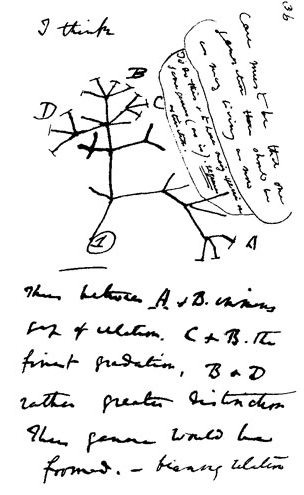 36
I think
Case must be that one
generation then should be
as many living as now
To do this & to have many species in
same genus (as is) requires
extinction.
B
D
C
1
A
Thus between A & B. immens
gap of relation. C & B. the
finest gradation, B & D
rather greater distinction
Thus genera would be
formed. — bearing relation